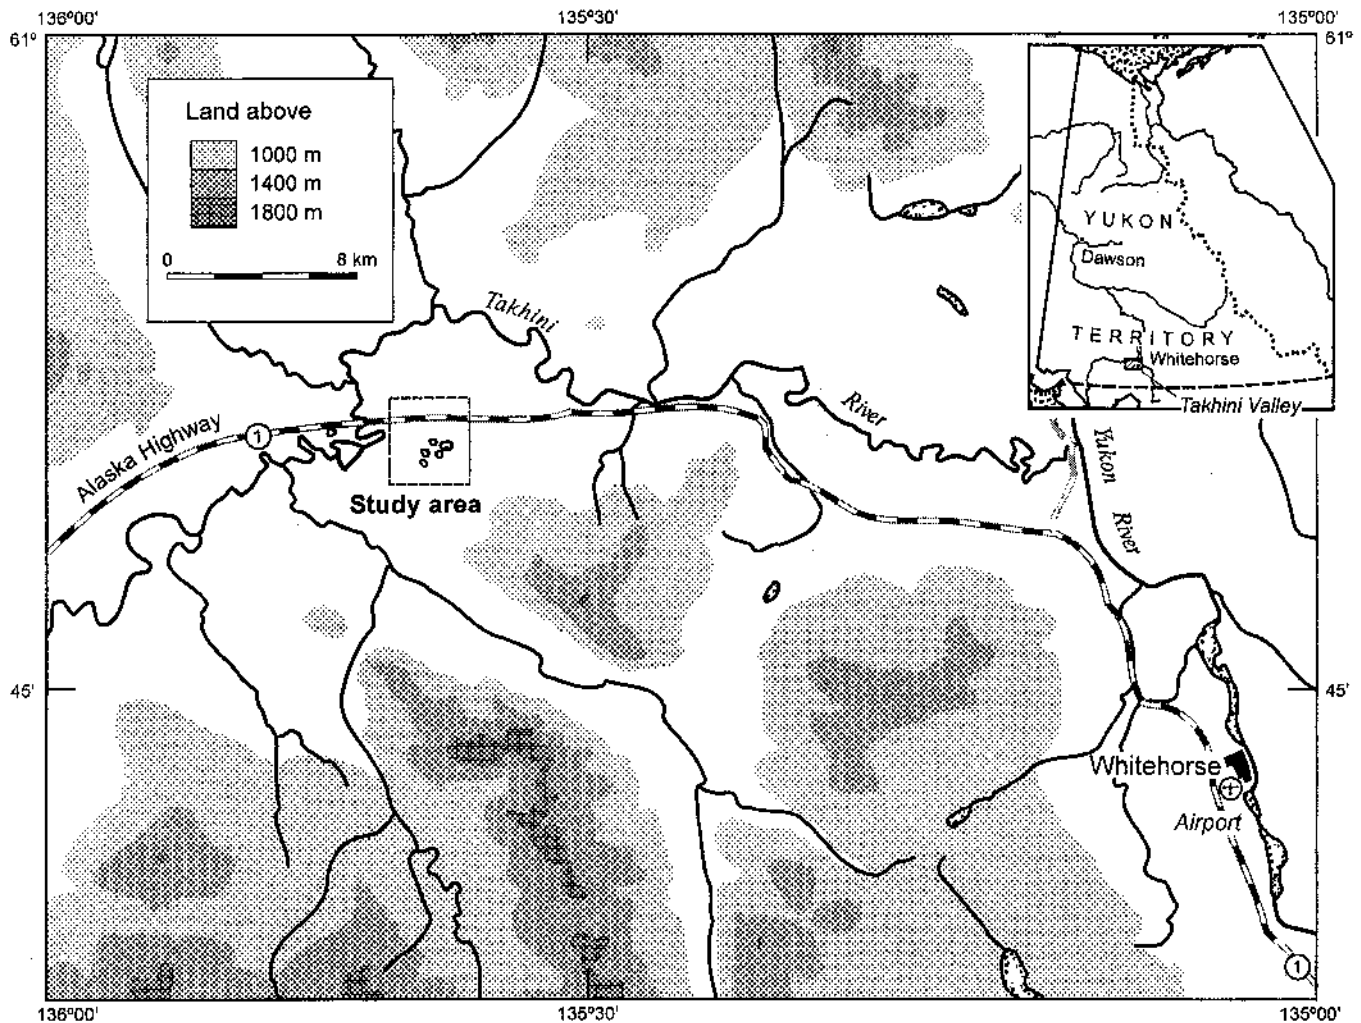 136°00'
135°30'
135°00'
61°
61°
Land above
1000 m
1400 m
1800 m
0
8 km
YUKON
Dawson
TERRITORY
Whitehorse
Takhini Valley
Takhini
River
Alaska Highway
1
Study area
Yukon
River
45'
45'
Whitehorse
Airport
1
136°00'
135°30'
135°00'